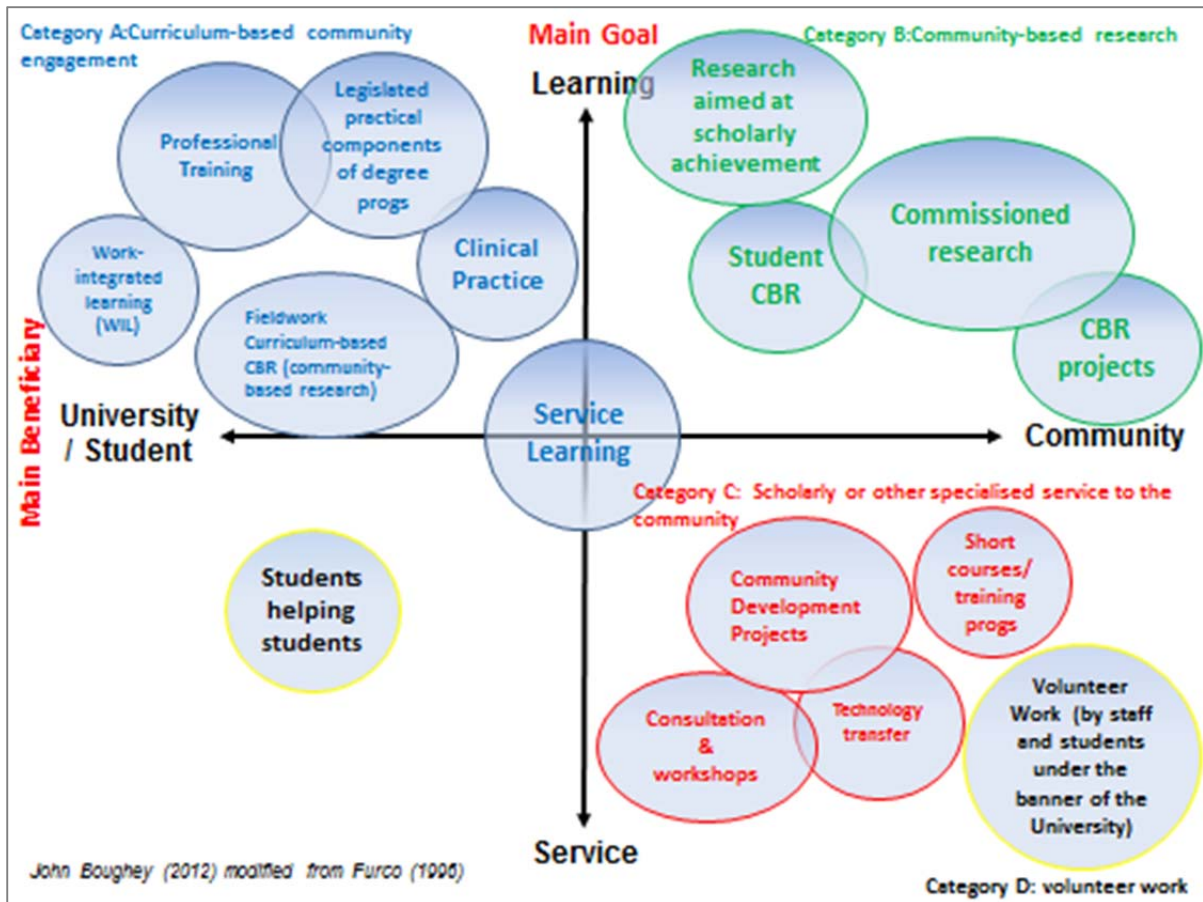 Category A:Curriculum-based community
engagement
Main Goal
Learning
Category B:Community-based research
Professional
Training
Legislated
practical
components
of degree
progs
Work-
integrated
learning
(WIL)
Clinical
Practice
Fieldwork
Curriculum-based
CBR (community-
based research)
Research
aimed at
scholarly
achievement
Commissioned
research
Student
CBR
CBR
projects
Main Beneficiary
University
/ Student
Service
Learning
Community
Category C: Scholarly or other specialised service to the
community
Students
helping
students
Community
Development
Projects
Short
courses/
training
progs
Consultation
&
workshops
Technology
transfer
Volunteer
Work (by staff
and students
under the
banner of the
University)
Service
John Boughey (2012) modified from Furco (1996)
Category D: volunteer work